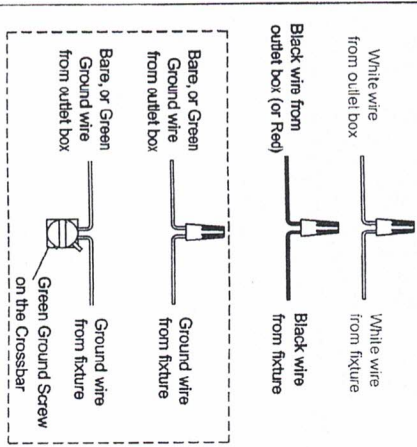 White wire
from outlet box
White wire
from fixture
Black wire from
outlet box (or Red)
Black wire
from fixture
Bare, or Green
Ground wire
from outlet box
Ground wire
from fixture
Bare, or Green
Ground wire
from outlet box
Ground wire
from fixture
Green Ground Screw
on the Crossbar